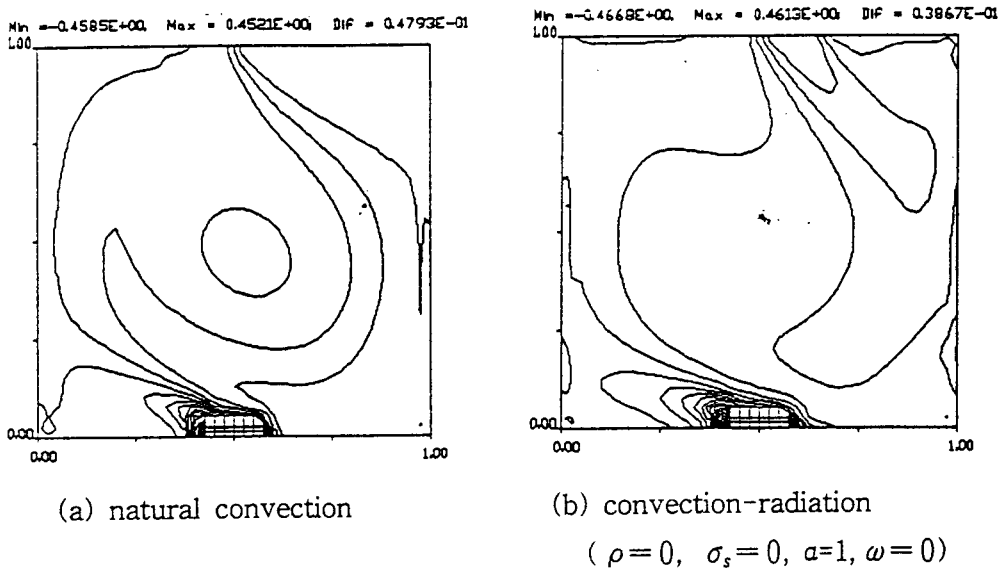 Min =-0.4585E+00, Max = 0.4521E+00, Dif = 0.4793E-01
1.00
0.00
0.00 1.00
(a) natural convection
Min =-0.4668E+00, Max = 0.4613E+00, Dif = 0.3867E-01
1.00
0.00
0.00 1.00
(b) convection-radiation
( ρ=0, σₛ=0, a=1, ω=0)